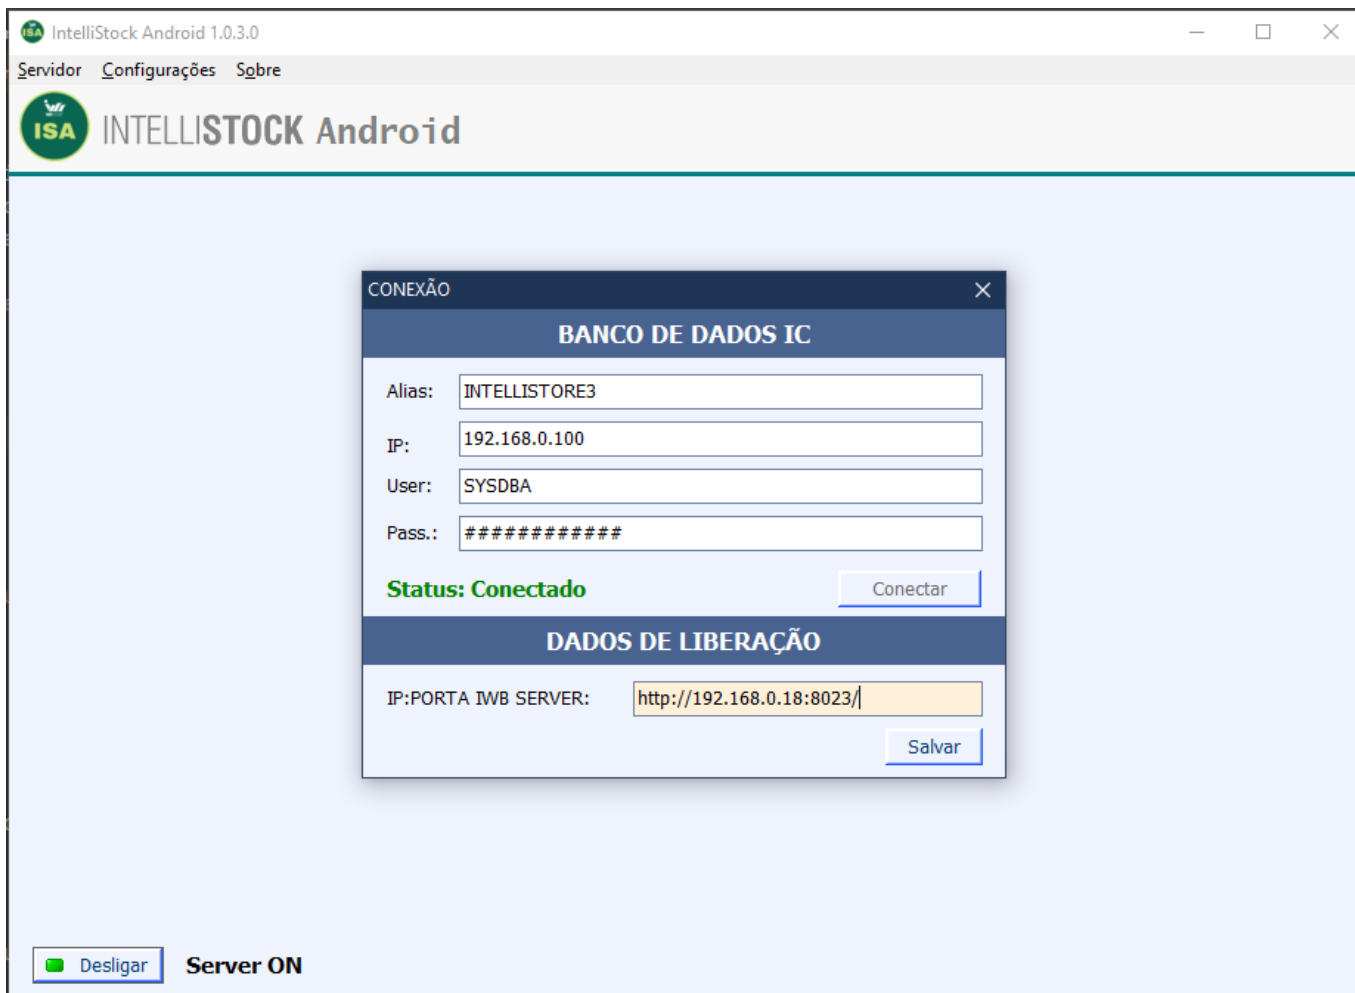 ISA IntelliStock Android 1.0.3.0
Servidor Configurações Sobre
ISA INTELLISTOCK Android
CONEXÃO
BANCO DE DADOS IC
Alias: INTELLISTORE3
IP: 192.168.0.100
User: SYSDBA
Pass.: ############
Status: Conectado Conectar
DADOS DE LIBERAÇÃO
IP:PORTA IWB SERVER: http://192.168.0.18:8023/
Salvar
Desligar Server ON